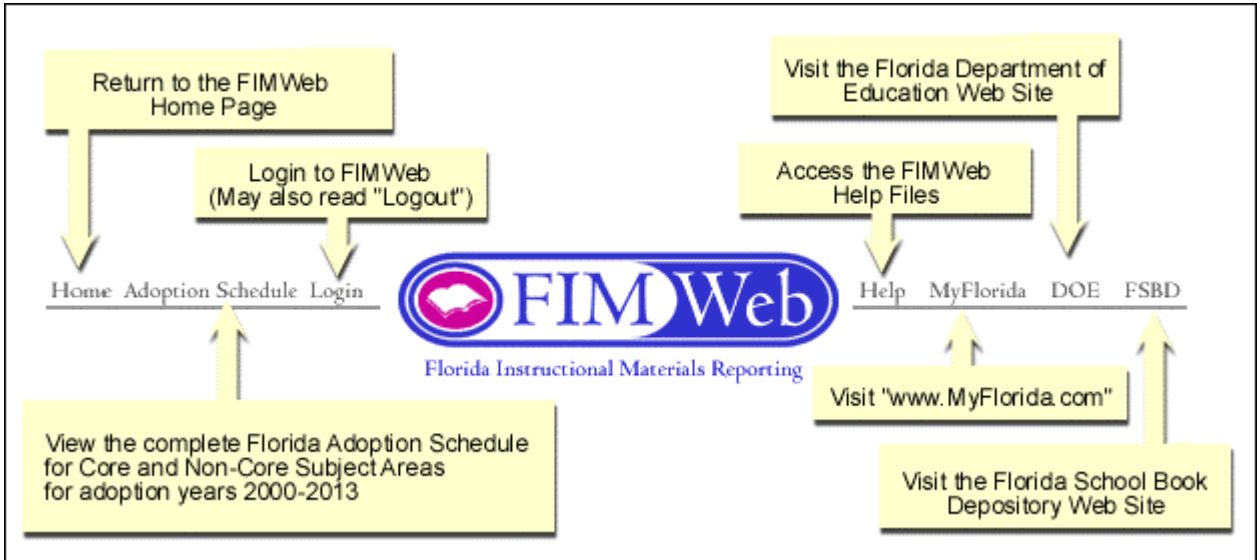 Return to the FIMWeb
Home Page
Visit the Florida Department of
Education Web Site
Login to FIMWeb
(May also read "Logout")
Access the FIMWeb
Help Files
Home Adoption Schedule Login
FIM Web
Help MyFlorida DOE FSBD
Florida Instructional Materials Reporting
Visit "www.MyFlorida.com"
View the complete Florida Adoption Schedule
for Core and Non-Core Subject Areas
for adoption years 2000-2013
Visit the Florida School Book
Depository Web Site